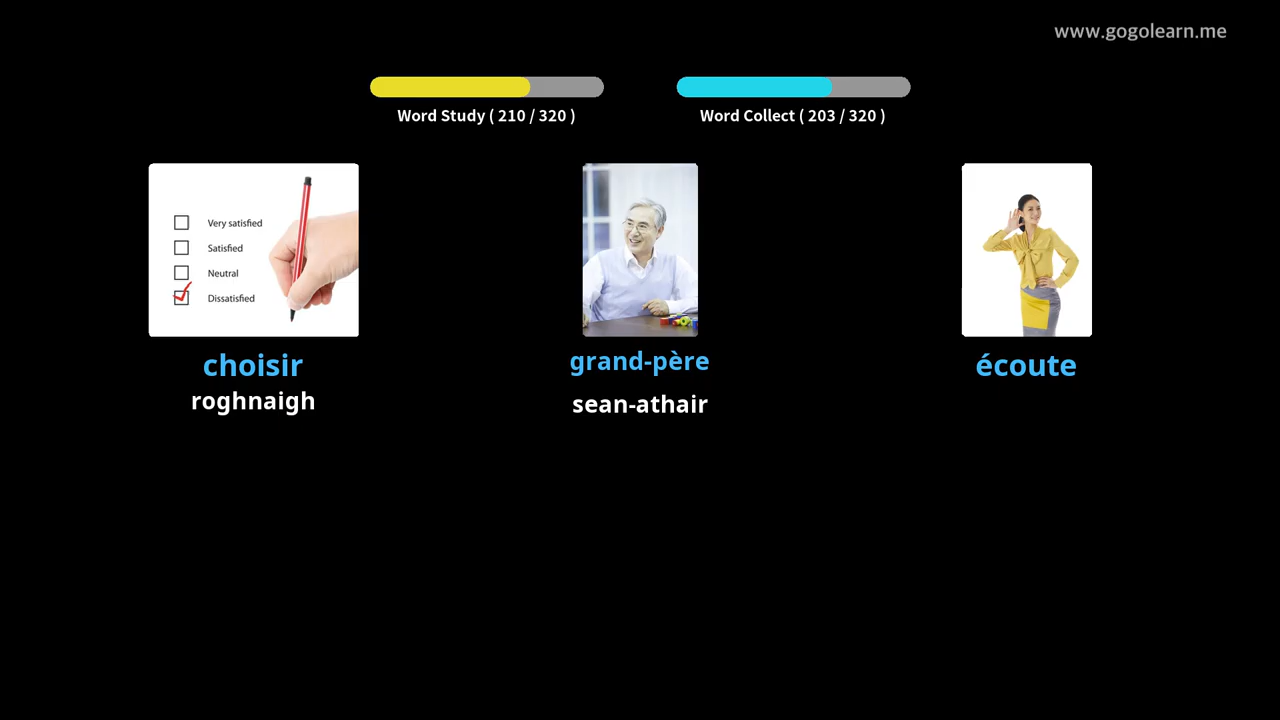 www.gogolearn.me
Word Study ( 210 / 320 )
Word Collect ( 203 / 320 )
Very satisfied
Satisfied
Neutral
Dissatisfied
choisir
roghnaigh
grand-père
sean-athair
écoute